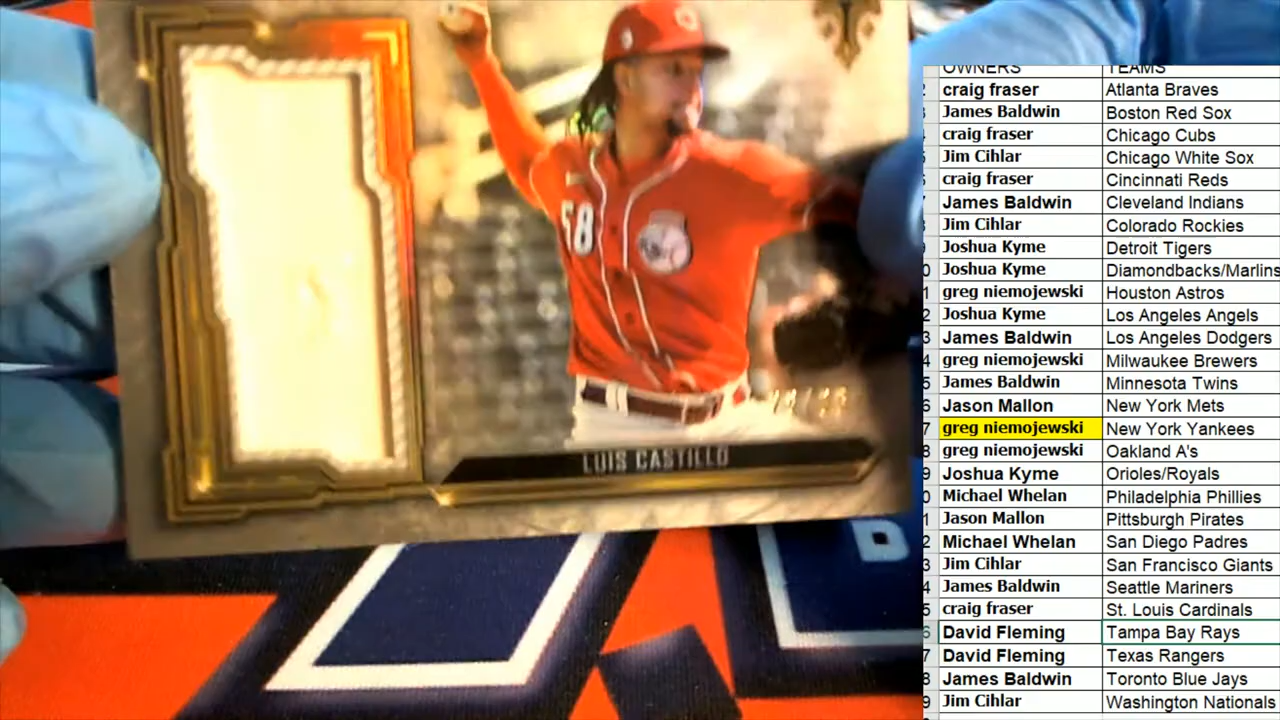 58
LUIS CASTILLO
OWNERS TEAMS
craig fraser Atlanta Braves
James Baldwin Boston Red Sox
craig fraser Chicago Cubs
Jim Cihlar Chicago White Sox
craig fraser Cincinnati Reds
James Baldwin Cleveland Indians
Jim Cihlar Colorado Rockies
Joshua Kyme Detroit Tigers
Joshua Kyme Diamondbacks/Marlins
greg niemojewski Houston Astros
Joshua Kyme Los Angeles Angels
James Baldwin Los Angeles Dodgers
greg niemojewski Milwaukee Brewers
James Baldwin Minnesota Twins
Jason Mallon New York Mets
greg niemojewski New York Yankees
greg niemojewski Oakland A's
Joshua Kyme Orioles/Royals
Michael Whelan Philadelphia Phillies
Jason Mallon Pittsburgh Pirates
Michael Whelan San Diego Padres
Jim Cihlar San Francisco Giants
James Baldwin Seattle Mariners
craig fraser St. Louis Cardinals
David Fleming Tampa Bay Rays
David Fleming Texas Rangers
James Baldwin Toronto Blue Jays
Jim Cihlar Washington Nationals